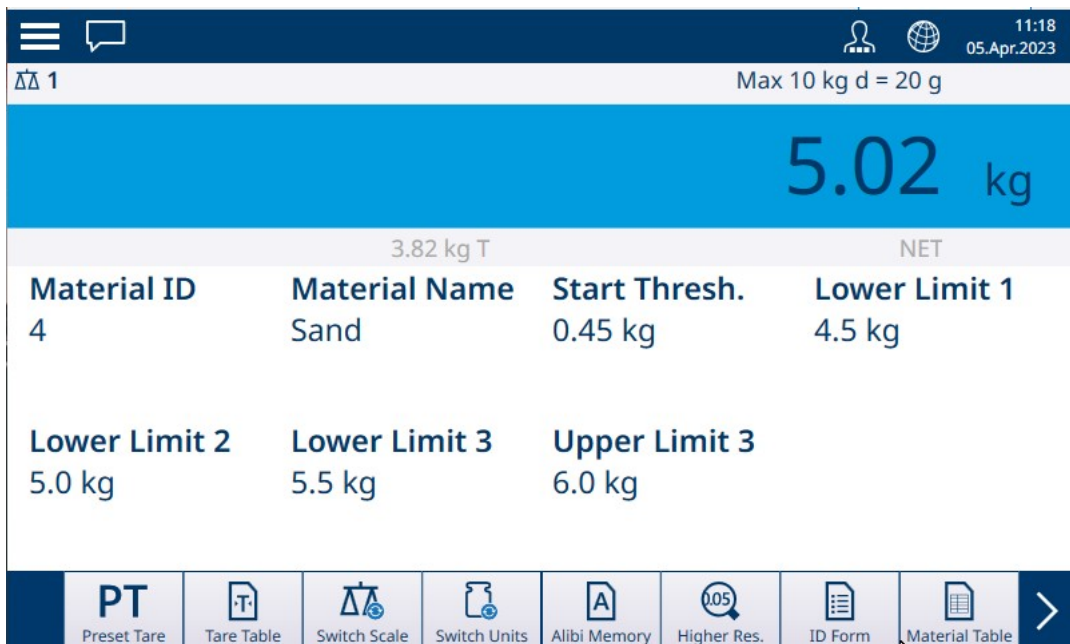 11:18
05.Apr.2023
1 Max 10 kg d = 20 g
5.02 kg
3.82 kg T NET
Material ID Material Name Start Thresh. Lower Limit 1
4 Sand 0.45 kg 4.5 kg
Lower Limit 2 Lower Limit 3 Upper Limit 3
5.0 kg 5.5 kg 6.0 kg
PT T A 0.05
Preset Tare Tare Table Switch Scale Switch Units Alibi Memory Higher Res. ID Form Material Table